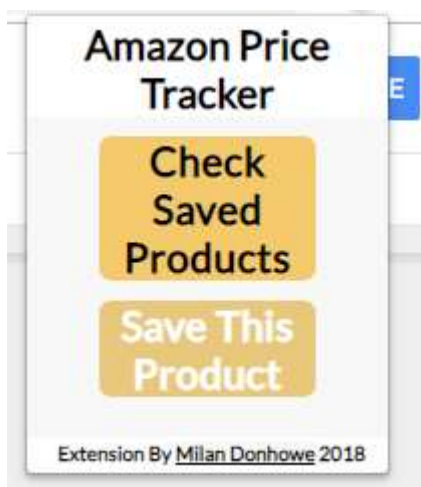 Amazon Price
Tracker
E
Check
Saved
Products
Save This
Product
Extension By Milan Donhowe 2018